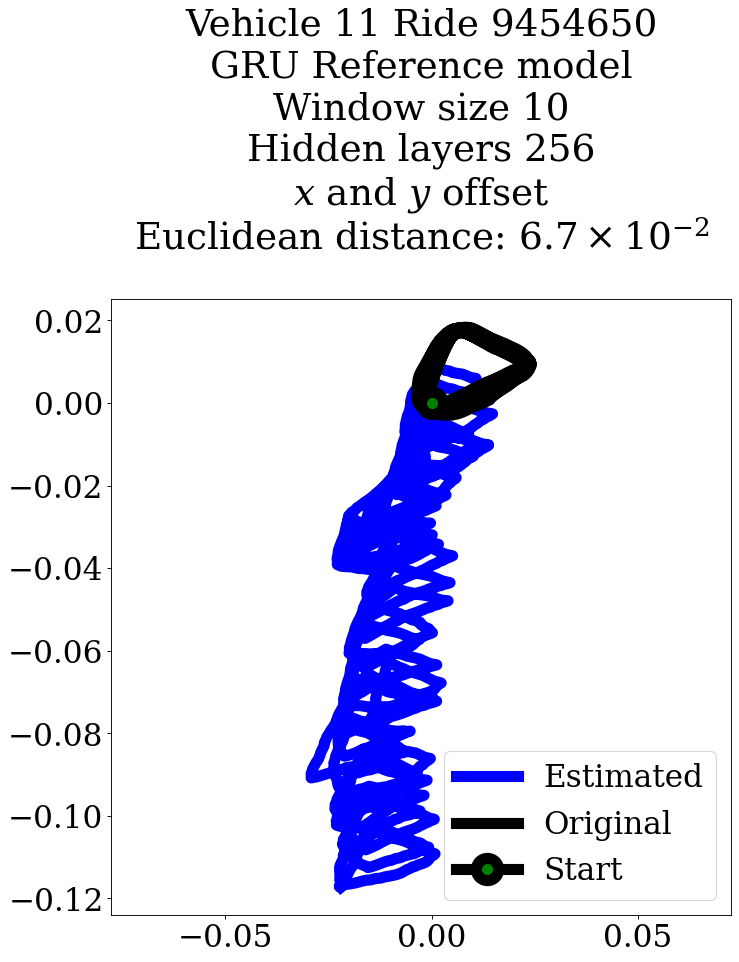 Vehicle 11 Ride 9454650
GRU Reference model
Window size 10
Hidden layers 256
x and y offset
Euclidean distance: 6.7 × 10⁻²
0.02
0.00
−0.02
−0.04
−0.06
−0.08
−0.10
−0.12
Estimated
Original
Start
−0.05 0.00 0.05